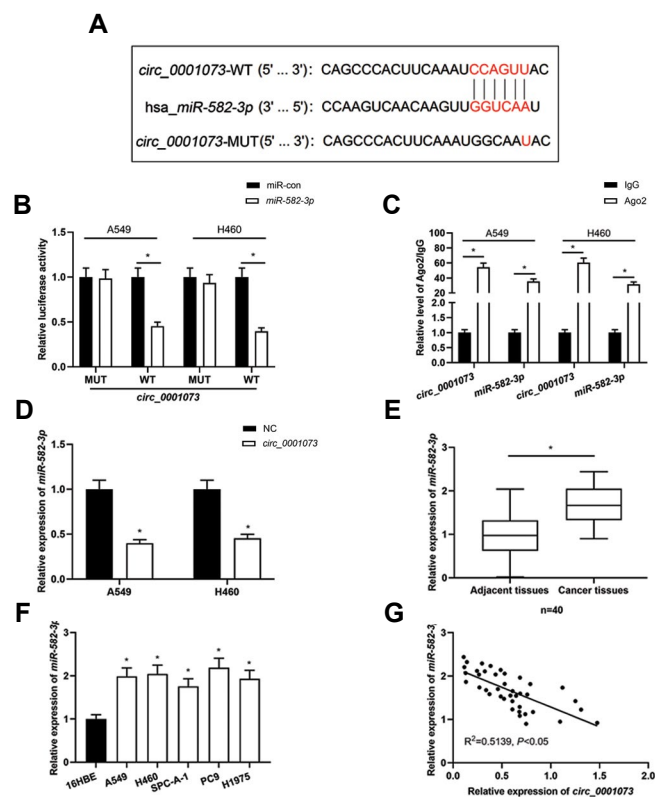 A
circ_0001073-WT (5' ... 3'): CAGCCCACUUCAAAUCCAGUUAC
hsa_miR-582-3p (3' ... 5'): CCAAGUCAACAAGUUGGUCAAU
circ_0001073-MUT(5' ... 3'): CAGCCCACUUCAAAUGGCAAUAC
B
miR-con
miR-582-3p
A549
H460
Relative luciferase activity
1.5
1.0
0.5
0.0
*
*
MUT
WT
MUT
WT
circ_0001073
C
IgG
Ago2
A549
H460
Relative level of Ago2/IgG
100
80
60
40
20
2.0
1.5
1.0
0.5
0.0
*
*
*
*
circ_0001073
miR-582-3p
circ_0001073
miR-582-3p
D
NC
circ_0001073
Relative expression of miR-582-3p
1.5
1.0
0.5
0.0
*
*
A549
H460
E
Relative expression of miR-582-3p
3
2
1
0
*
Adjacent tissues
Cancer tissues
n=40
F
Relative expression of miR-582-3p
3
2
1
0
*
*
*
*
*
16HBE
A549
H460
SPC-A-1
PC9
H1975
G
Relative expression of miR-582-3
3
2
1
0
R²=0.5139, P<0.05
0.0
0.5
1.0
1.5
2.0
Relative expression of circ_0001073